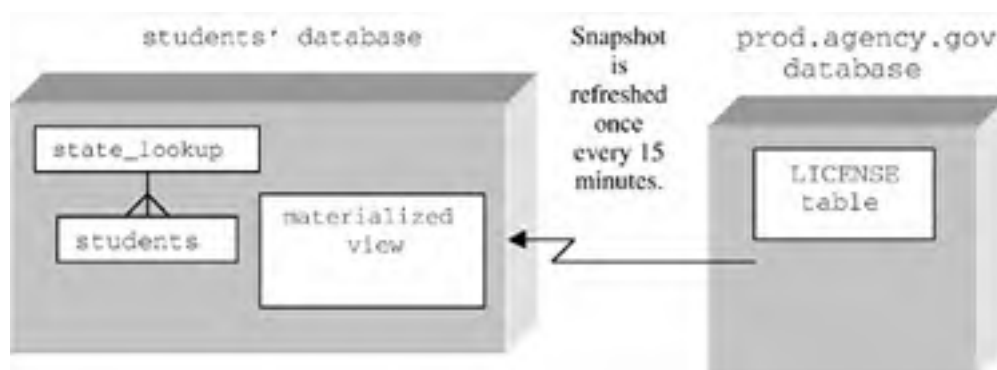 students' database
state_lookup
students
materialized
view
Snapshot
is
refreshed
once
every 15
minutes.
prod.agency.gov
database
LICENSE
table